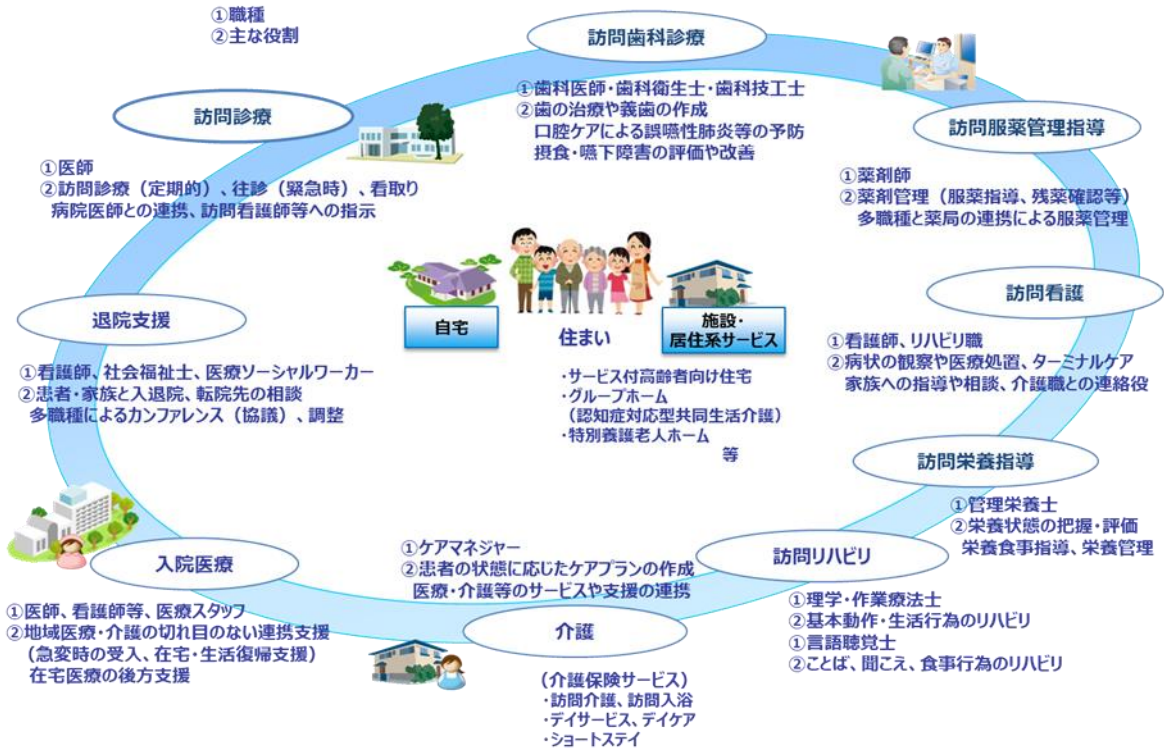 ①職種
②主な役割
訪問歯科診療
①歯科医師・歯科衛生士・歯科技工士
②歯の治療や義歯の作成
口腔ケアによる誤嚥性肺炎等の予防
摂食・嚥下障害の評価や改善
訪問診療
①医師
②訪問診療（定期的）、往診（緊急時）、看取り
病院医師との連携、訪問看護師等への指示
訪問服薬管理指導
①薬剤師
②薬剤管理（服薬指導、残薬確認等）
多職種と薬局の連携による服薬管理
訪問看護
①看護師、リハビリ職
②病状の観察や医療処置、ターミナルケア
家族への指導や相談、介護職との連絡役
退院支援
①看護師、社会福祉士、医療ソーシャルワーカー
②患者・家族と入退院、転院先の相談
多職種によるカンファレンス（協議）、調整
自宅
住まい
施設・
居住系サービス
・サービス付高齢者向け住宅
・グループホーム
（認知症対応型共同生活介護）
・特別養護老人ホーム
等
訪問栄養指導
①管理栄養士
②栄養状態の把握・評価
栄養食事指導、栄養管理
訪問リハビリ
①理学・作業療法士
②基本動作・生活行為のリハビリ
①言語聴覚士
②ことば、聞こえ、食事行為のリハビリ
入院医療
①医師、看護師等、医療スタッフ
②地域医療・介護の切れ目のない連携支援
（急変時の受入、在宅・生活復帰支援）
在宅医療の後方支援
①ケアマネジャー
②患者の状態に応じたケアプランの作成
医療・介護等のサービスや支援の連携
介護
（介護保険サービス）
・訪問介護、訪問入浴
・デイサービス、デイケア
・ショートステイ